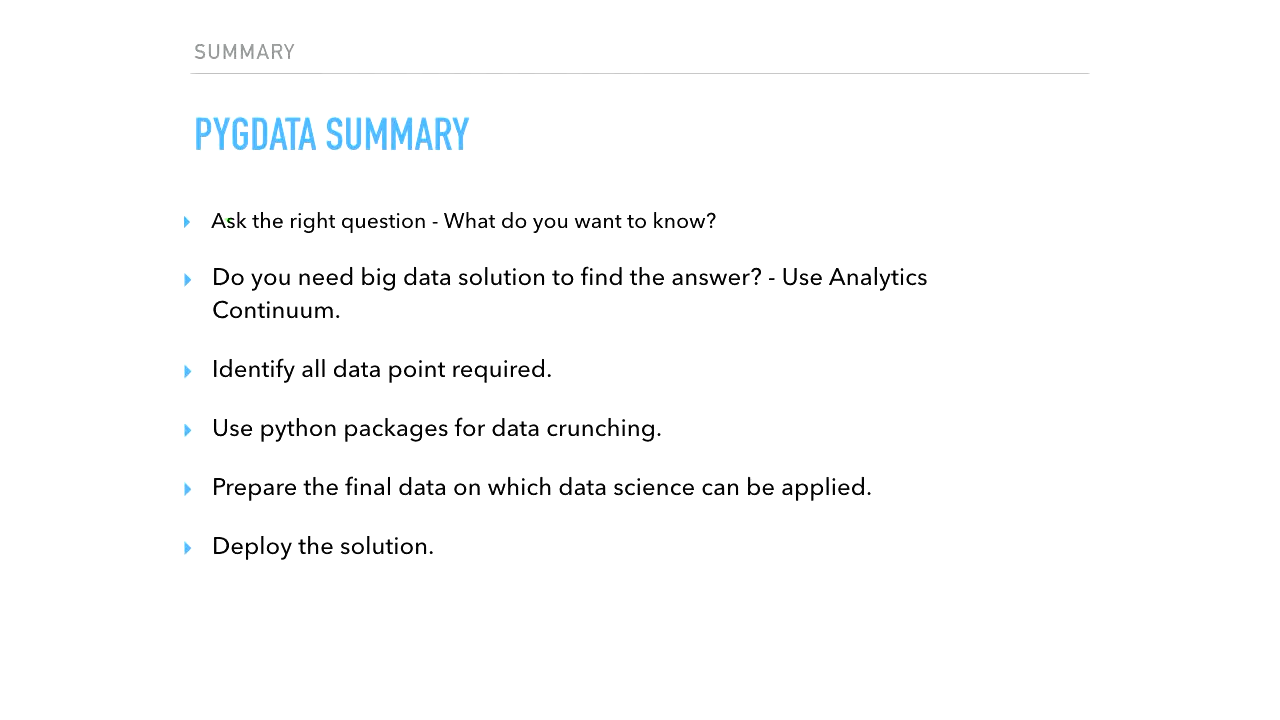 SUMMARY
PYGDATA SUMMARY
Ask the right question - What do you want to know?
Do you need big data solution to find the answer? - Use Analytics
Continuum.
Identify all data point required.
Use python packages for data crunching.
Prepare the final data on which data science can be applied.
Deploy the solution.